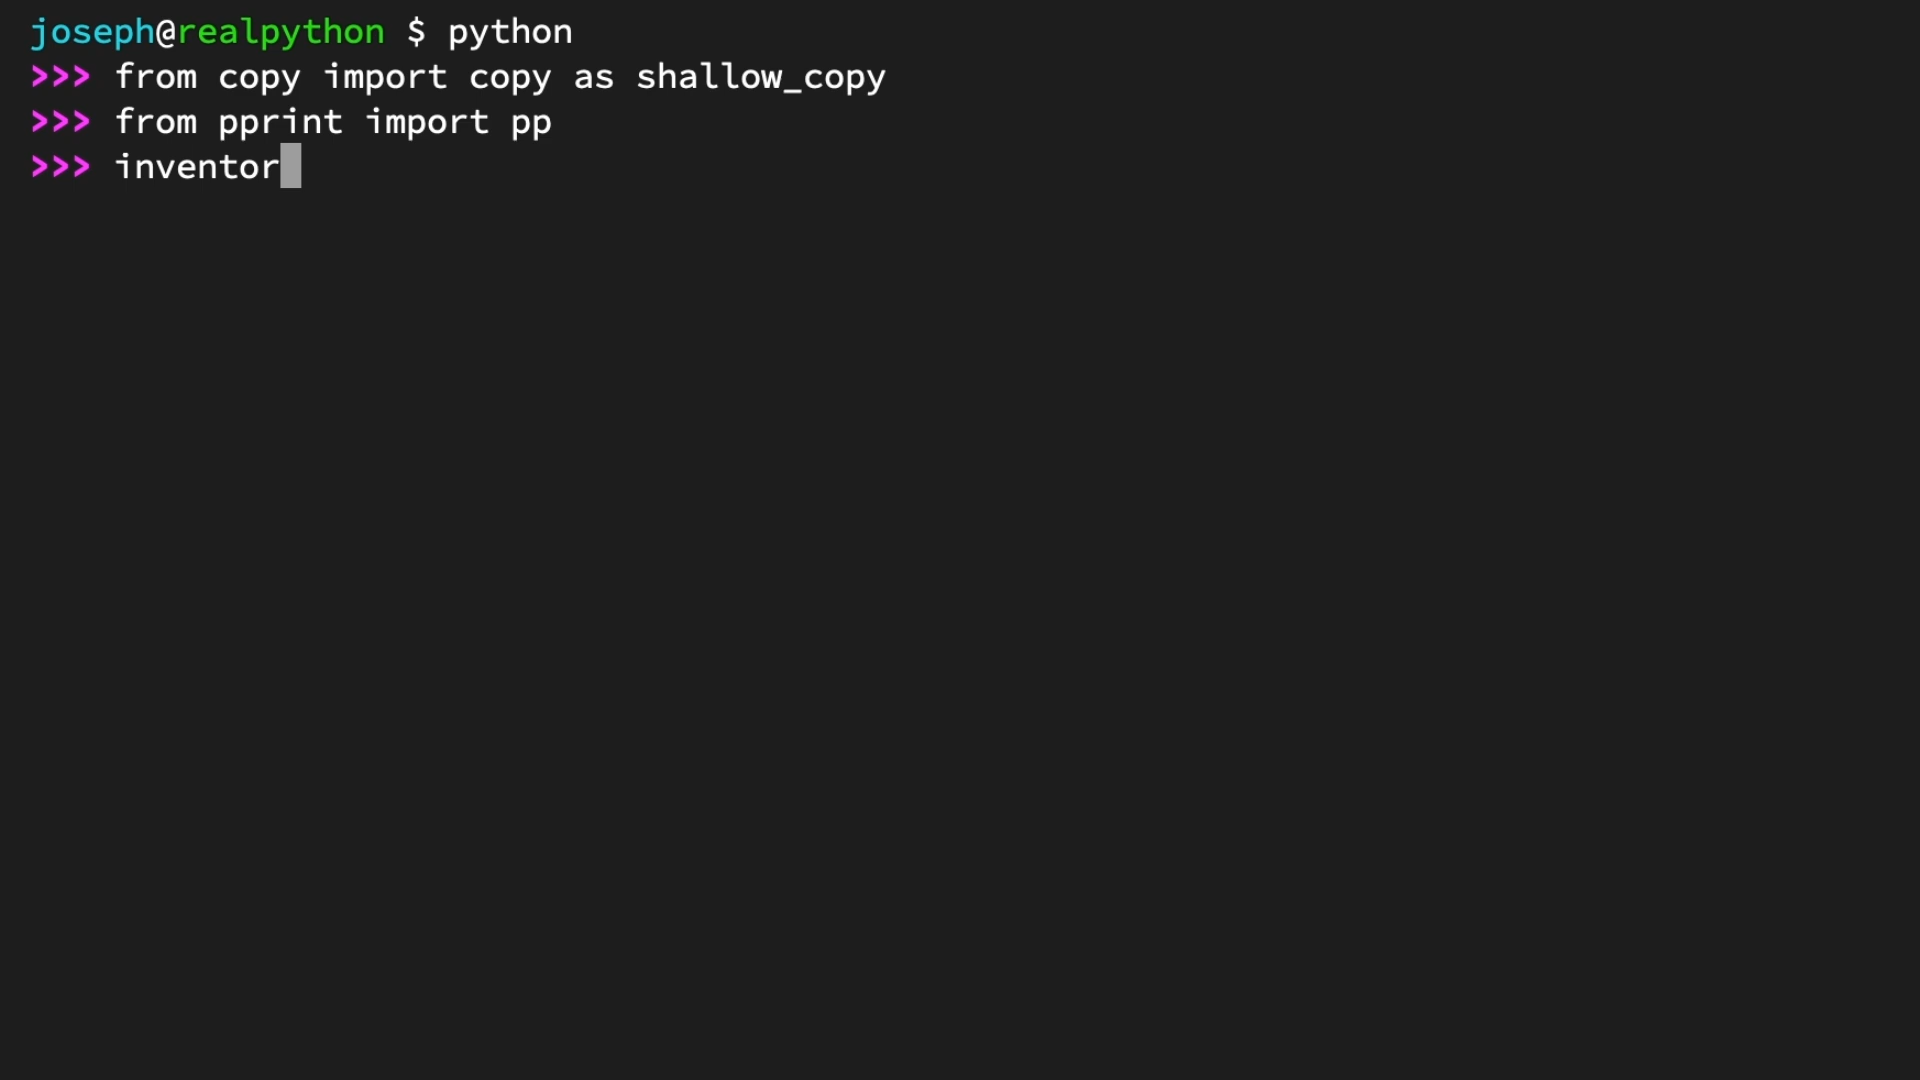 joseph@realpython $ python
>>> from copy import copy as shallow_copy
>>> from pprint import pp
>>> inventor